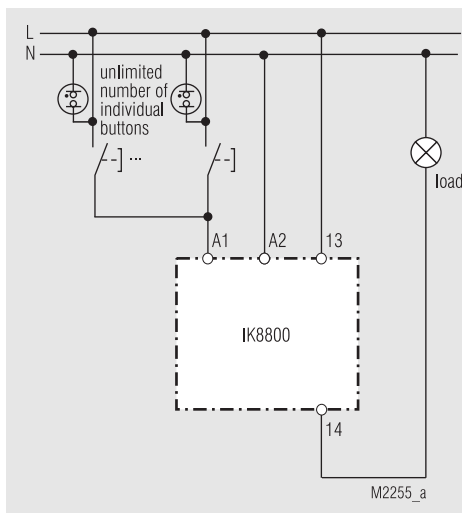 L
N
unlimited
number of
individual
buttons
...
load
A1
A2
13
IK8800
14
M2255_a